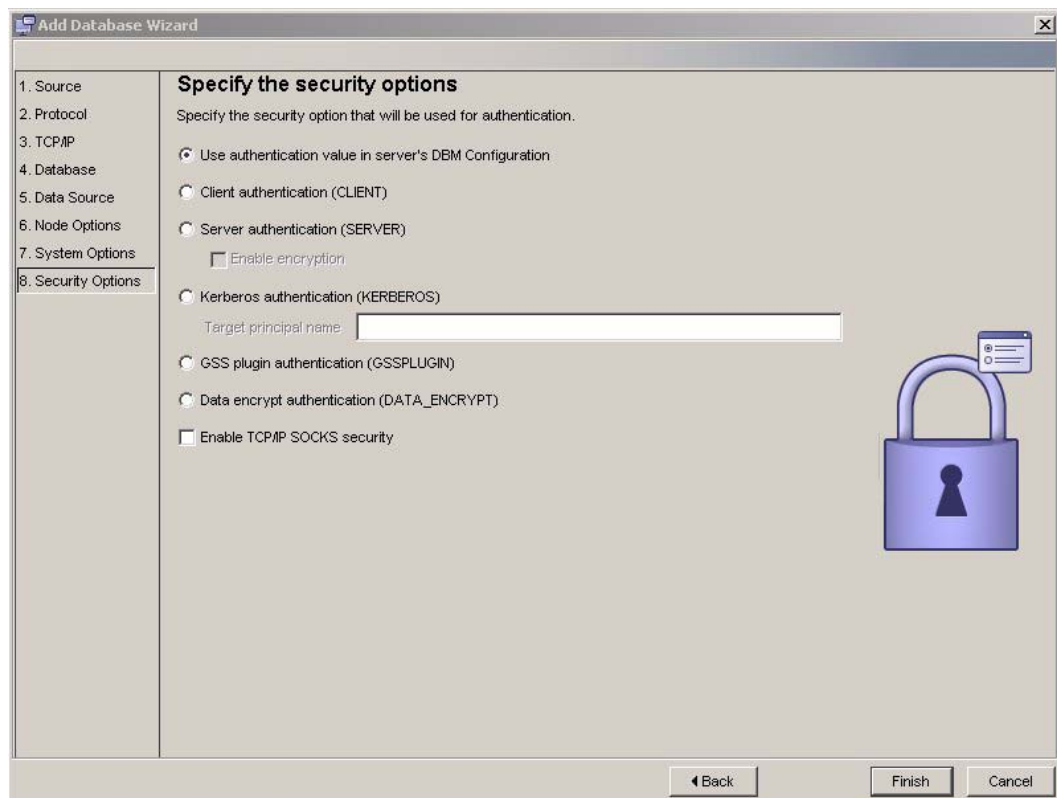 Add Database Wizard
1. Source
2. Protocol
3. TCP/IP
4. Database
5. Data Source
6. Node Options
7. System Options
8. Security Options
Specify the security options
Specify the security option that will be used for authentication.
Use authentication value in server's DBM Configuration
Client authentication (CLIENT)
Server authentication (SERVER)
Enable encryption
Kerberos authentication (KERBEROS)
Target principal name
GSS plugin authentication (GSSPLUGIN)
Data encrypt authentication (DATA_ENCRYPT)
Enable TCP/IP SOCKS security
Back
Finish
Cancel